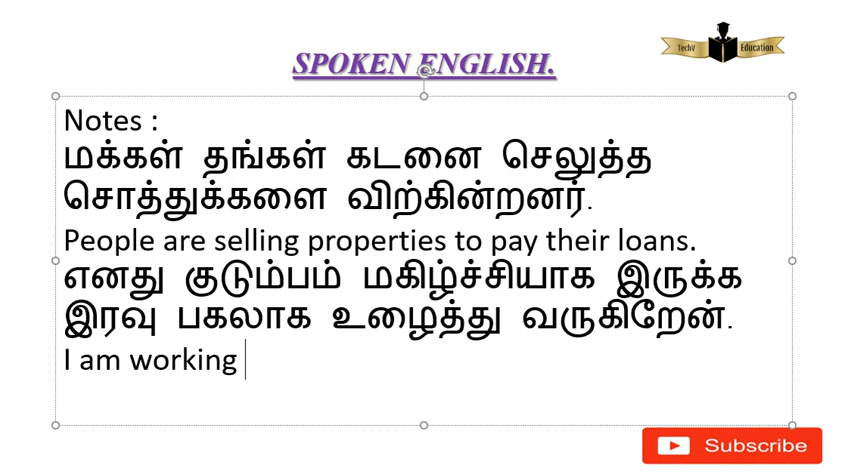 TechV Education
SPOKEN ENGLISH.
Notes :
மக்கள் தங்கள் கடனை செலுத்த
சொத்துக்களை விற்கின்றனர்.
People are selling properties to pay their loans.
எனது குடும்பம் மகிழ்ச்சியாக இருக்க
இரவு பகலாக உழைத்து வருகிறேன்.
I am working
Subscribe